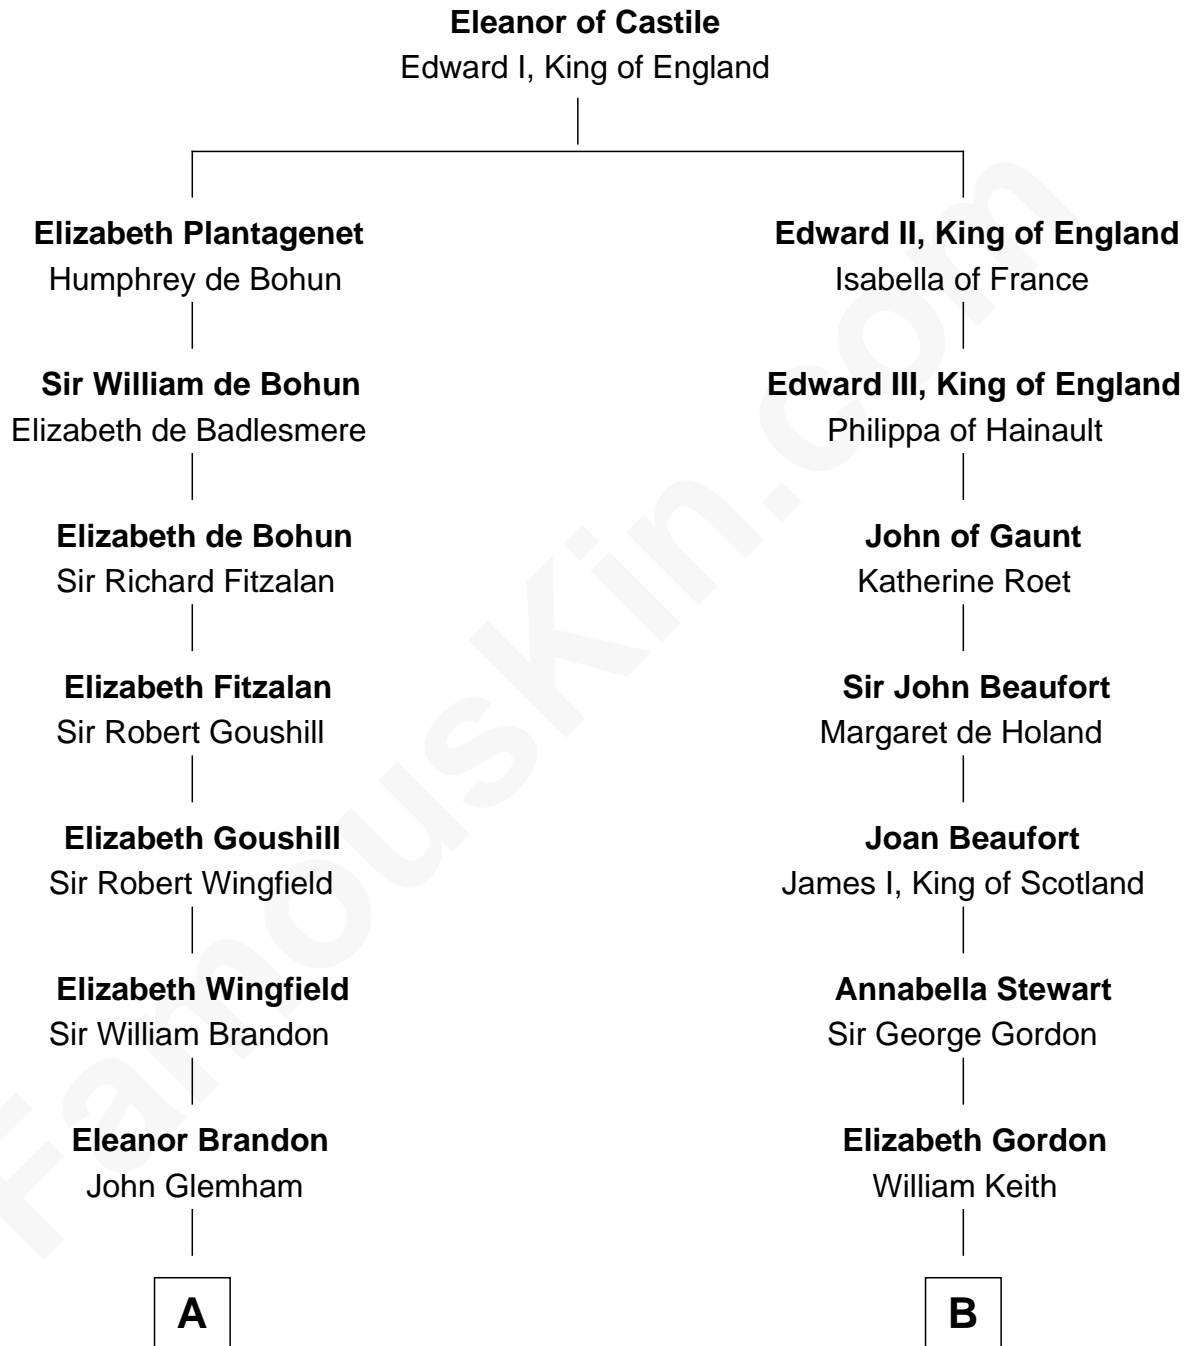 Eleanor of Castile
Edward I, King of England
Elizabeth Plantagenet
Humphrey de Bohun
Edward II, King of England
Isabella of France
Sir William de Bohun
Elizabeth de Badlesmere
Edward III, King of England
Philippa of Hainault
Elizabeth de Bohun
Sir Richard Fitzalan
John of Gaunt
Katherine Roet
Elizabeth Fitzalan
Sir Robert Goushill
Sir John Beaufort
Margaret de Holand
Elizabeth Goushill
Sir Robert Wingfield
Joan Beaufort
James I, King of Scotland
Elizabeth Wingfield
Sir William Brandon
Annabella Stewart
Sir George Gordon
Eleanor Brandon
John Glemham
Elizabeth Gordon
William Keith
A
B
FamousKin.com